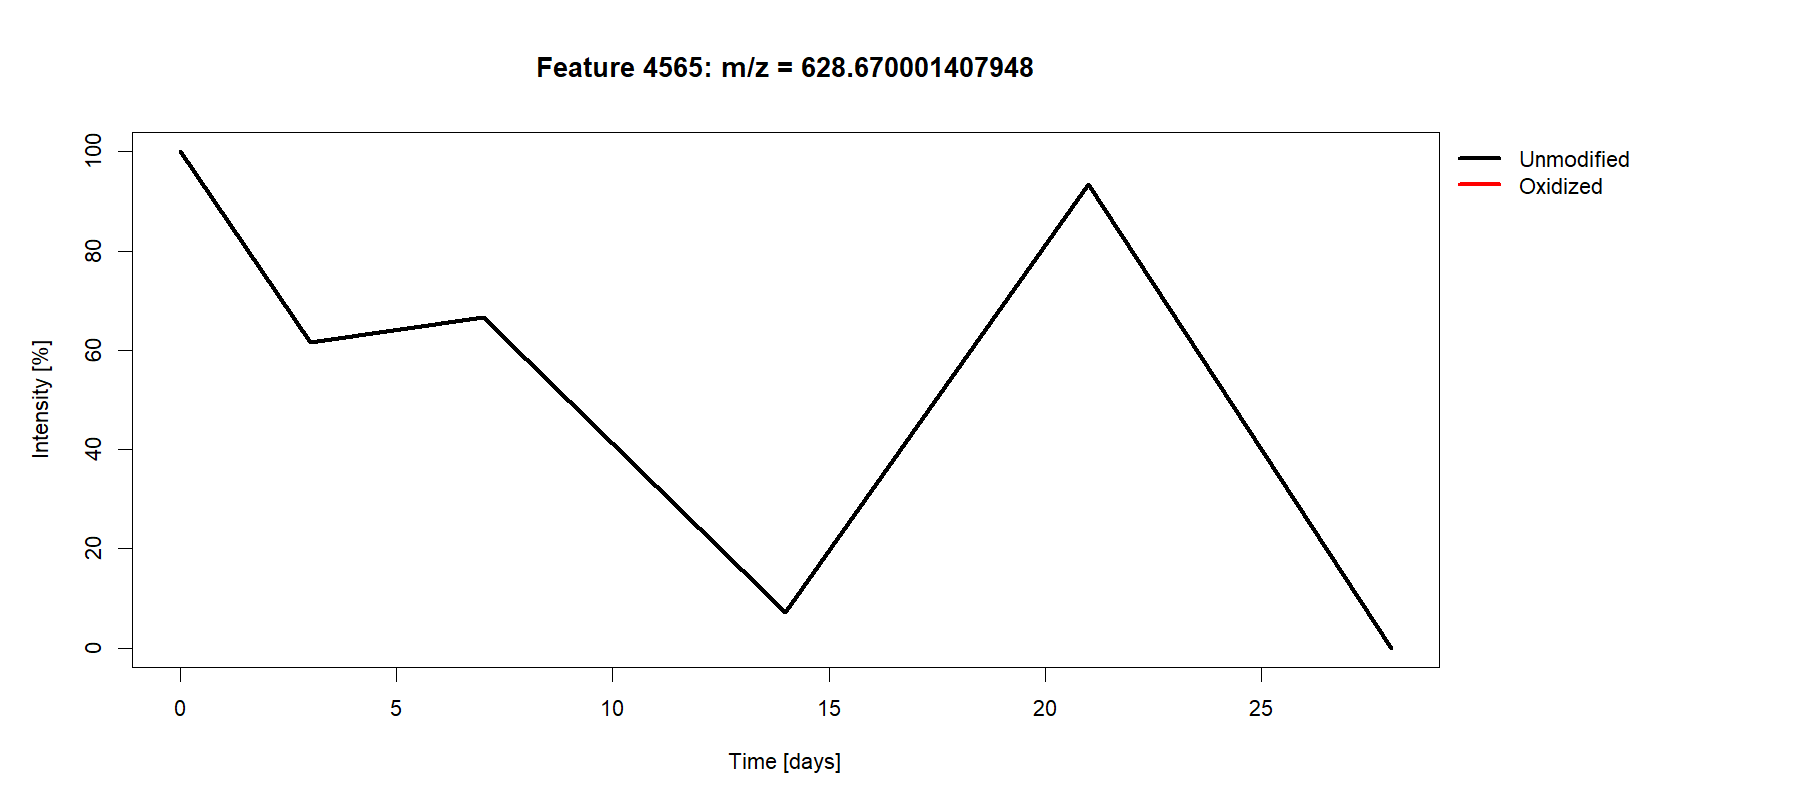 Feature 4565: m/z = 628.670001407948
Unmodified
Oxidized
Intensity [%]
100
80
60
40
20
0
0 5 10 15 20 25
Time [days]